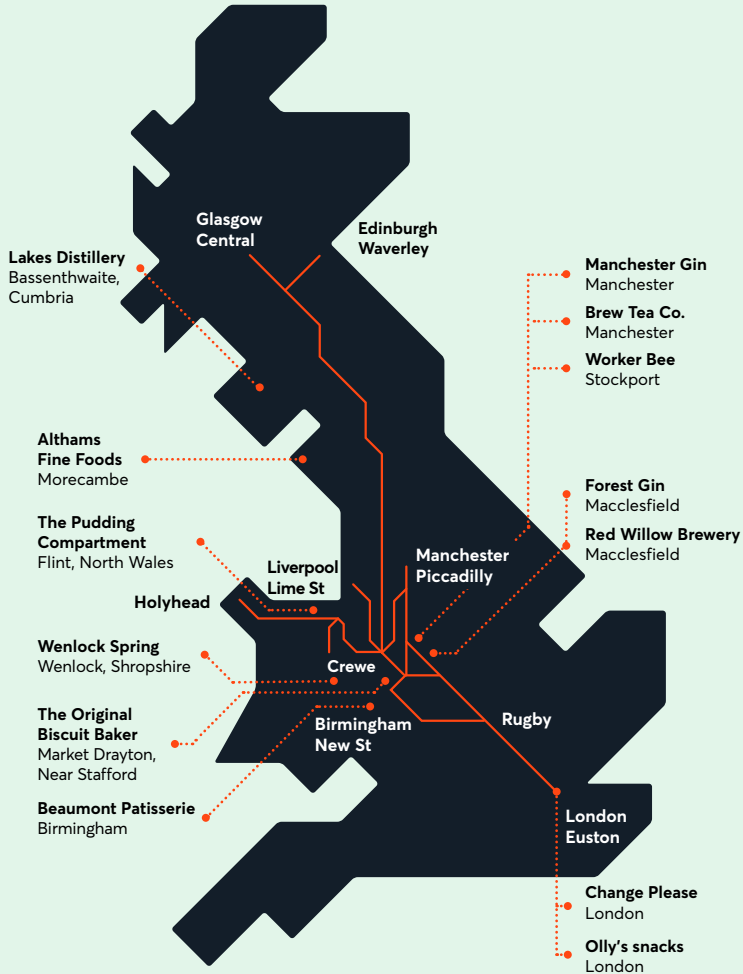 Glasgow
Central
Edinburgh
Waverley
Lakes Distillery
Bassenthwaite,
Cumbria
Manchester Gin
Manchester
Brew Tea Co.
Manchester
Worker Bee
Stockport
Althams
Fine Foods
Morecambe
Forest Gin
Macclesfield
The Pudding
Compartment
Flint, North Wales
Red Willow Brewery
Macclesfield
Liverpool
Lime St
Manchester
Piccadilly
Holyhead
Wenlock Spring
Wenlock, Shropshire
Crewe
The Original
Biscuit Baker
Market Drayton,
Near Stafford
Birmingham
New St
Rugby
Beaumont Patisserie
Birmingham
London
Euston
Change Please
London
Olly's snacks
London